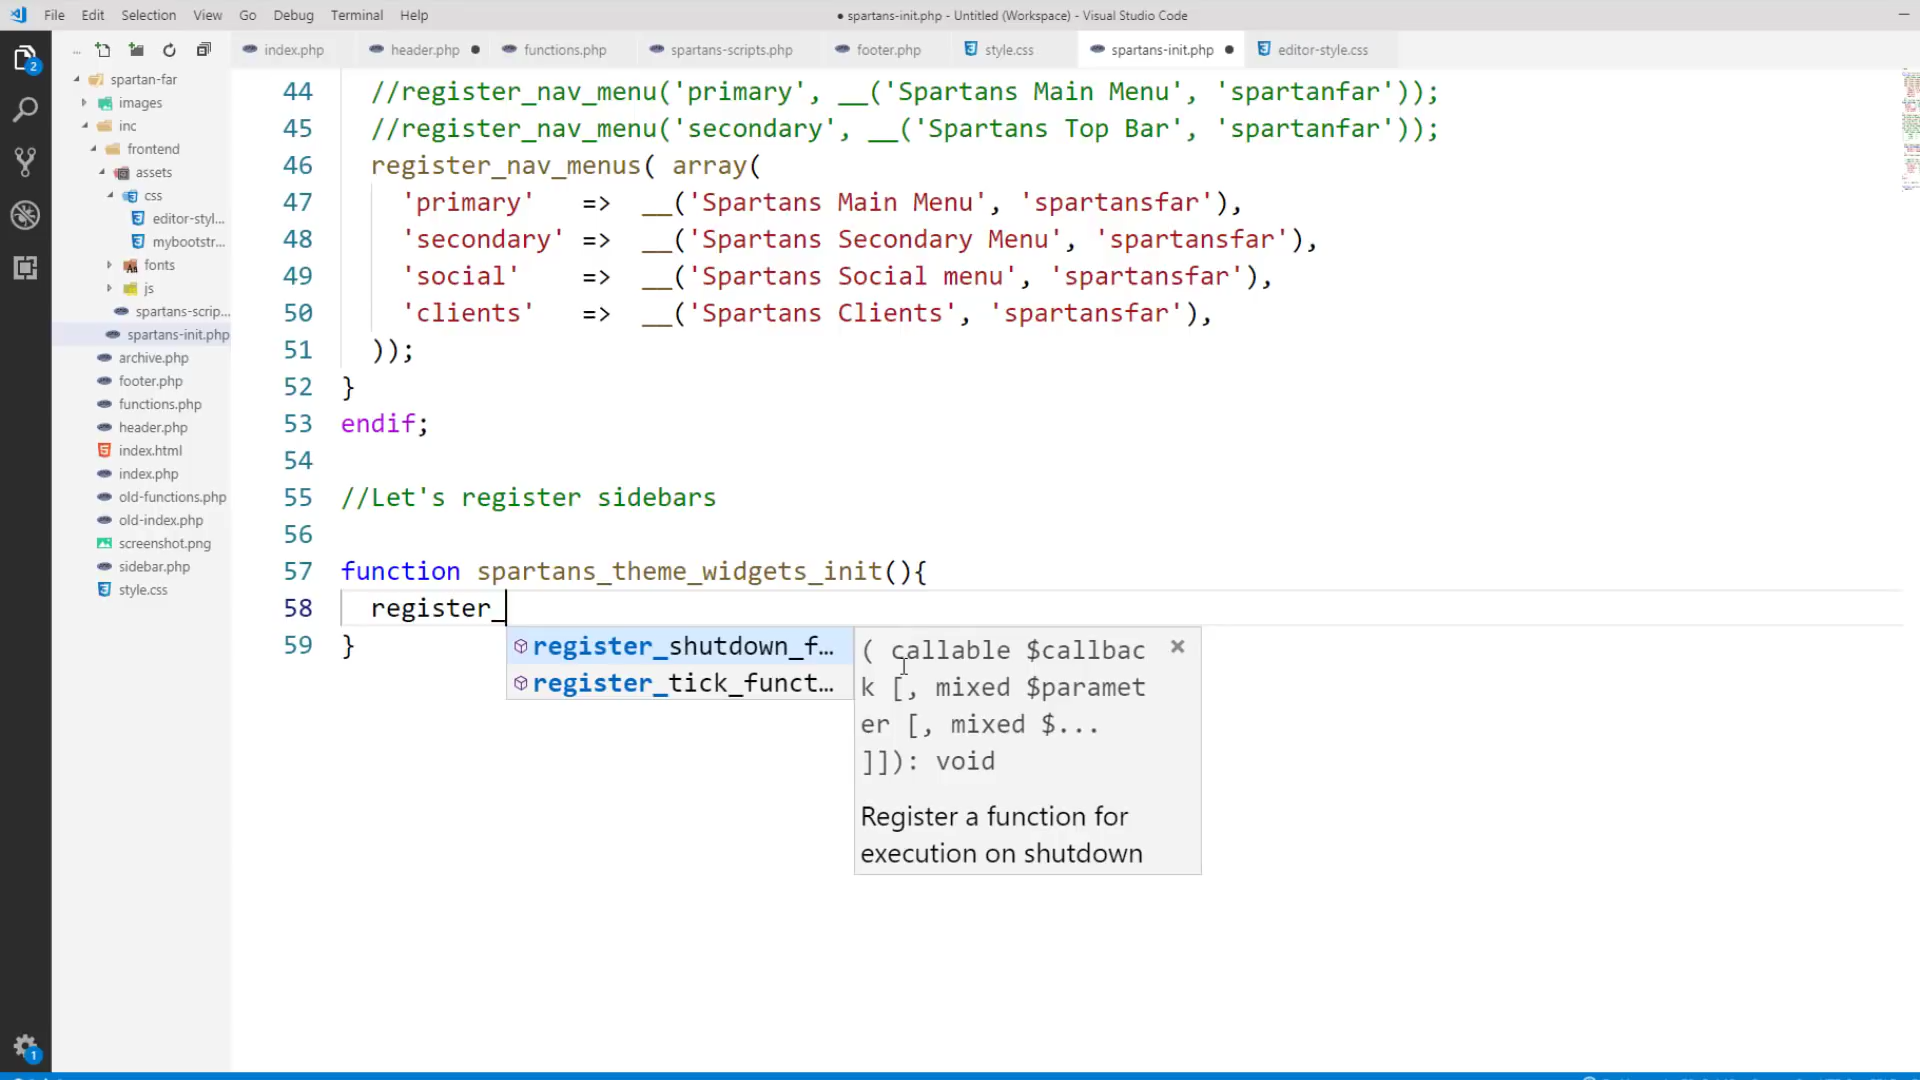 File Edit Selection View Go Debug Terminal Help
● spartans-init.php - Untitled (Workspace) - Visual Studio Code
index.php header.php functions.php spartans-scripts.php footer.php style.css spartans-init.php editor-style.css
2
...
spartan-far
images
inc
frontend
assets
css
editor-styl...
mybootstr...
fonts
js
spartans-scrip...
spartans-init.php
archive.php
footer.php
functions.php
header.php
index.html
index.php
old-functions.php
old-index.php
screenshot.png
sidebar.php
style.css
1
44 //register_nav_menu('primary', __('Spartans Main Menu', 'spartanfar'));
45 //register_nav_menu('secondary', __('Spartans Top Bar', 'spartanfar'));
46 register_nav_menus( array(
47 'primary' => __('Spartans Main Menu', 'spartansfar'),
48 'secondary' => __('Spartans Secondary Menu', 'spartansfar'),
49 'social' => __('Spartans Social menu', 'spartansfar'),
50 'clients' => __('Spartans Clients', 'spartansfar'),
51 ));
52 }
53 endif;
54
55 //Let's register sidebars
56
57 function spartans_theme_widgets_init(){
58 register_
59 }
register_shutdown_f...
register_tick_funct...
( callable $callbac
k [, mixed $paramet
er [, mixed $...
]]): void
Register a function for
execution on shutdown